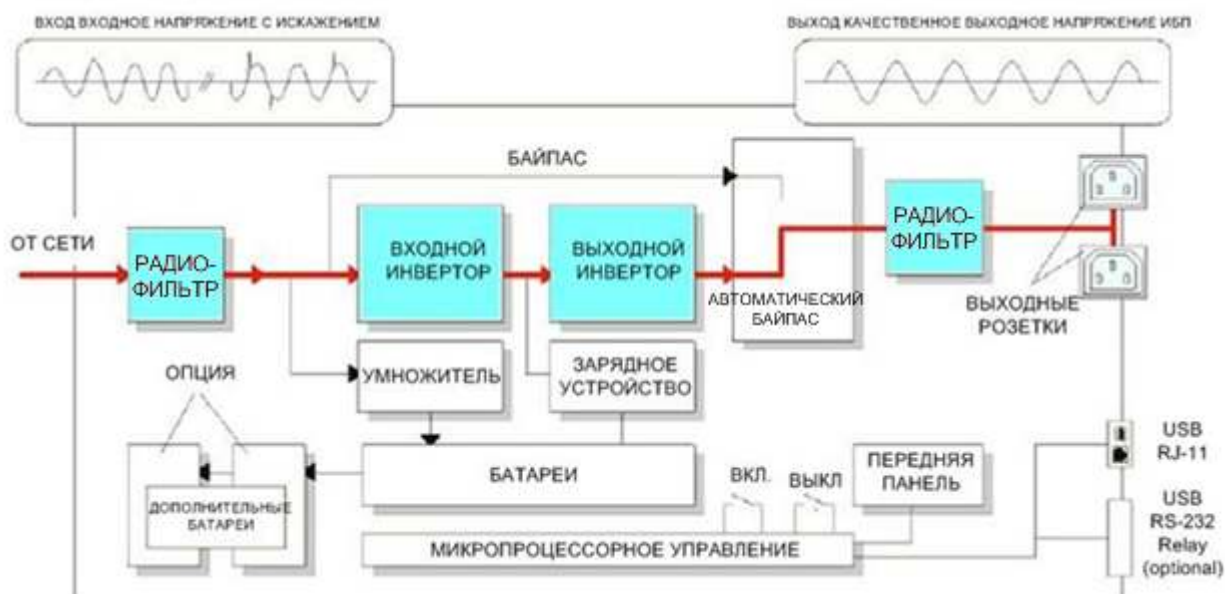 ВХОД ВХОДНОЕ НАПРЯЖЕНИЕ С ИСКАЖЕНИЕМ
ВЫХОД КАЧЕСТВЕННОЕ ВЫХОДНОЕ НАПРЯЖЕНИЕ ИБП
БАЙПАС
ОТ СЕТИ
РАДИО-
ФИЛЬТР
ВХОДНОЙ
ИНВЕРТОР
ВЫХОДНОЙ
ИНВЕРТОР
АВТОМАТИЧЕСКИЙ
БАЙПАС
РАДИО-
ФИЛЬТР
ВЫХОДНЫЕ
РОЗЕТКИ
ОПЦИЯ
УМНОЖИТЕЛЬ
ЗАРЯДНОЕ
УСТРОЙСТВО
БАТАРЕИ
ДОПОЛНИТЕЛЬНЫЕ
БАТАРЕИ
ВКЛ.
ВЫКЛ
ПЕРЕДНЯЯ
ПАНЕЛЬ
МИКРОПРОЦЕССОРНОЕ УПРАВЛЕНИЕ
USB
RJ-11
USB
RS-232
Relay
(optional)